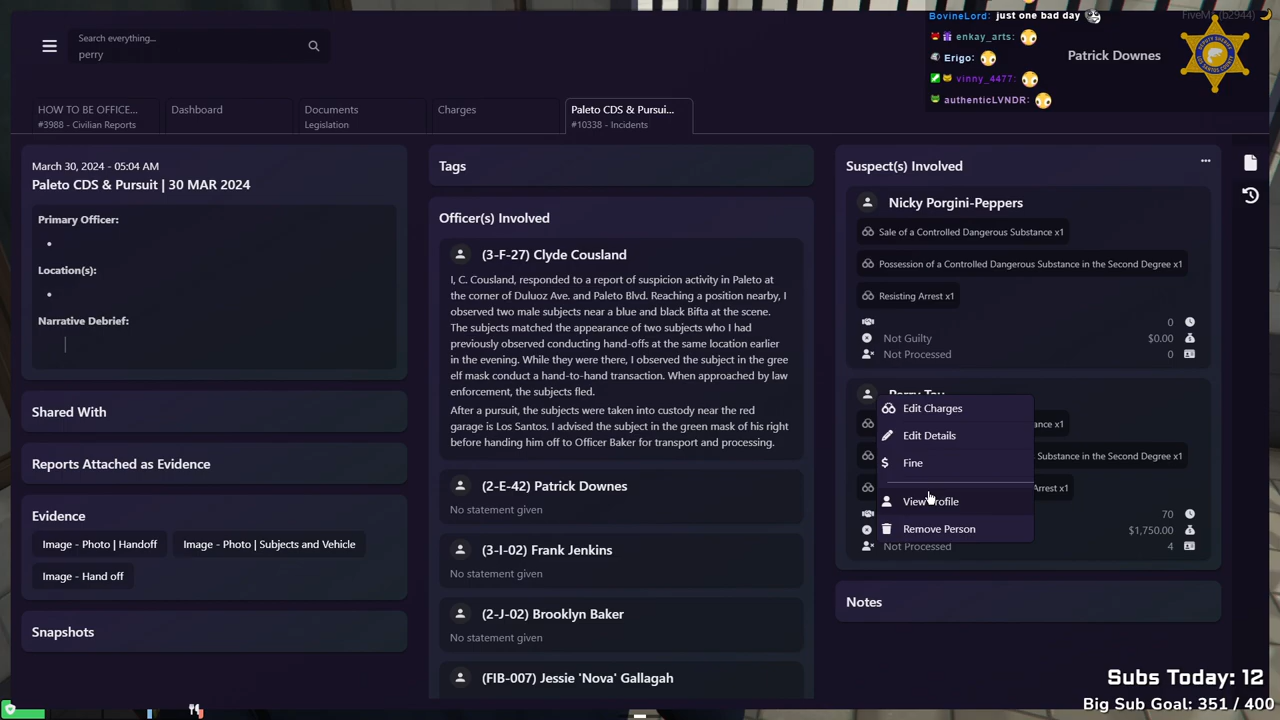 Search everything...
perry
BovineLord: just one bad day
enkay_arts:
Erigo:
vinny_4477:
authenticLVNDR:
FiveM
(b2944)
Patrick Downes
HOW TO BE OFFICE...
#3988 - Civilian Reports
Dashboard
Documents
Legislation
Charges
Paleto CDS & Pursui...
#10338 - Incidents
March 30, 2024 - 05:04 AM
Paleto CDS & Pursuit | 30 MAR 2024
Primary Officer:
Location(s):
Narrative Debrief:
Shared With
Reports Attached as Evidence
Evidence
Image - Photo | Handoff
Image - Photo | Subjects and Vehicle
Image - Hand off
Snapshots
Tags
Officer(s) Involved
(3-F-27) Clyde Cousland
I, C. Cousland, responded to a report of suspicion activity in Paleto at
the corner of Duluoz Ave. and Paleto Blvd. Reaching a position nearby, I
observed two male subjects near a blue and black Bifta at the scene.
The subjects matched the appearance of two subjects who I had
previously observed conducting hand-offs at the same location earlier
in the evening. While they were there, I observed the subject in the gree
elf mask conduct a hand-to-hand transaction. When approached by law
enforcement, the subjects fled.
After a pursuit, the subjects were taken into custody near the red
garage is Los Santos. I advised the subject in the green mask of his right
before handing him off to Officer Baker for transport and processing.
(2-E-42) Patrick Downes
No statement given
(3-I-02) Frank Jenkins
No statement given
(2-J-02) Brooklyn Baker
No statement given
(FIB-007) Jessie 'Nova' Gallagah
Suspect(s) Involved
Nicky Porgini-Peppers
Sale of a Controlled Dangerous Substance x1
Possession of a Controlled Dangerous Substance in the Second Degree x1
Resisting Arrest x1
0
Not Guilty
$0.00
Not Processed
0
Edit Charges
ance x1
Edit Details
Substance in the Second Degree x1
Fine
Arrest x1
View Profile
70
$1,750.00
Remove Person
Not Processed
4
Notes
Subs Today: 12
Big Sub Goal: 351 / 400